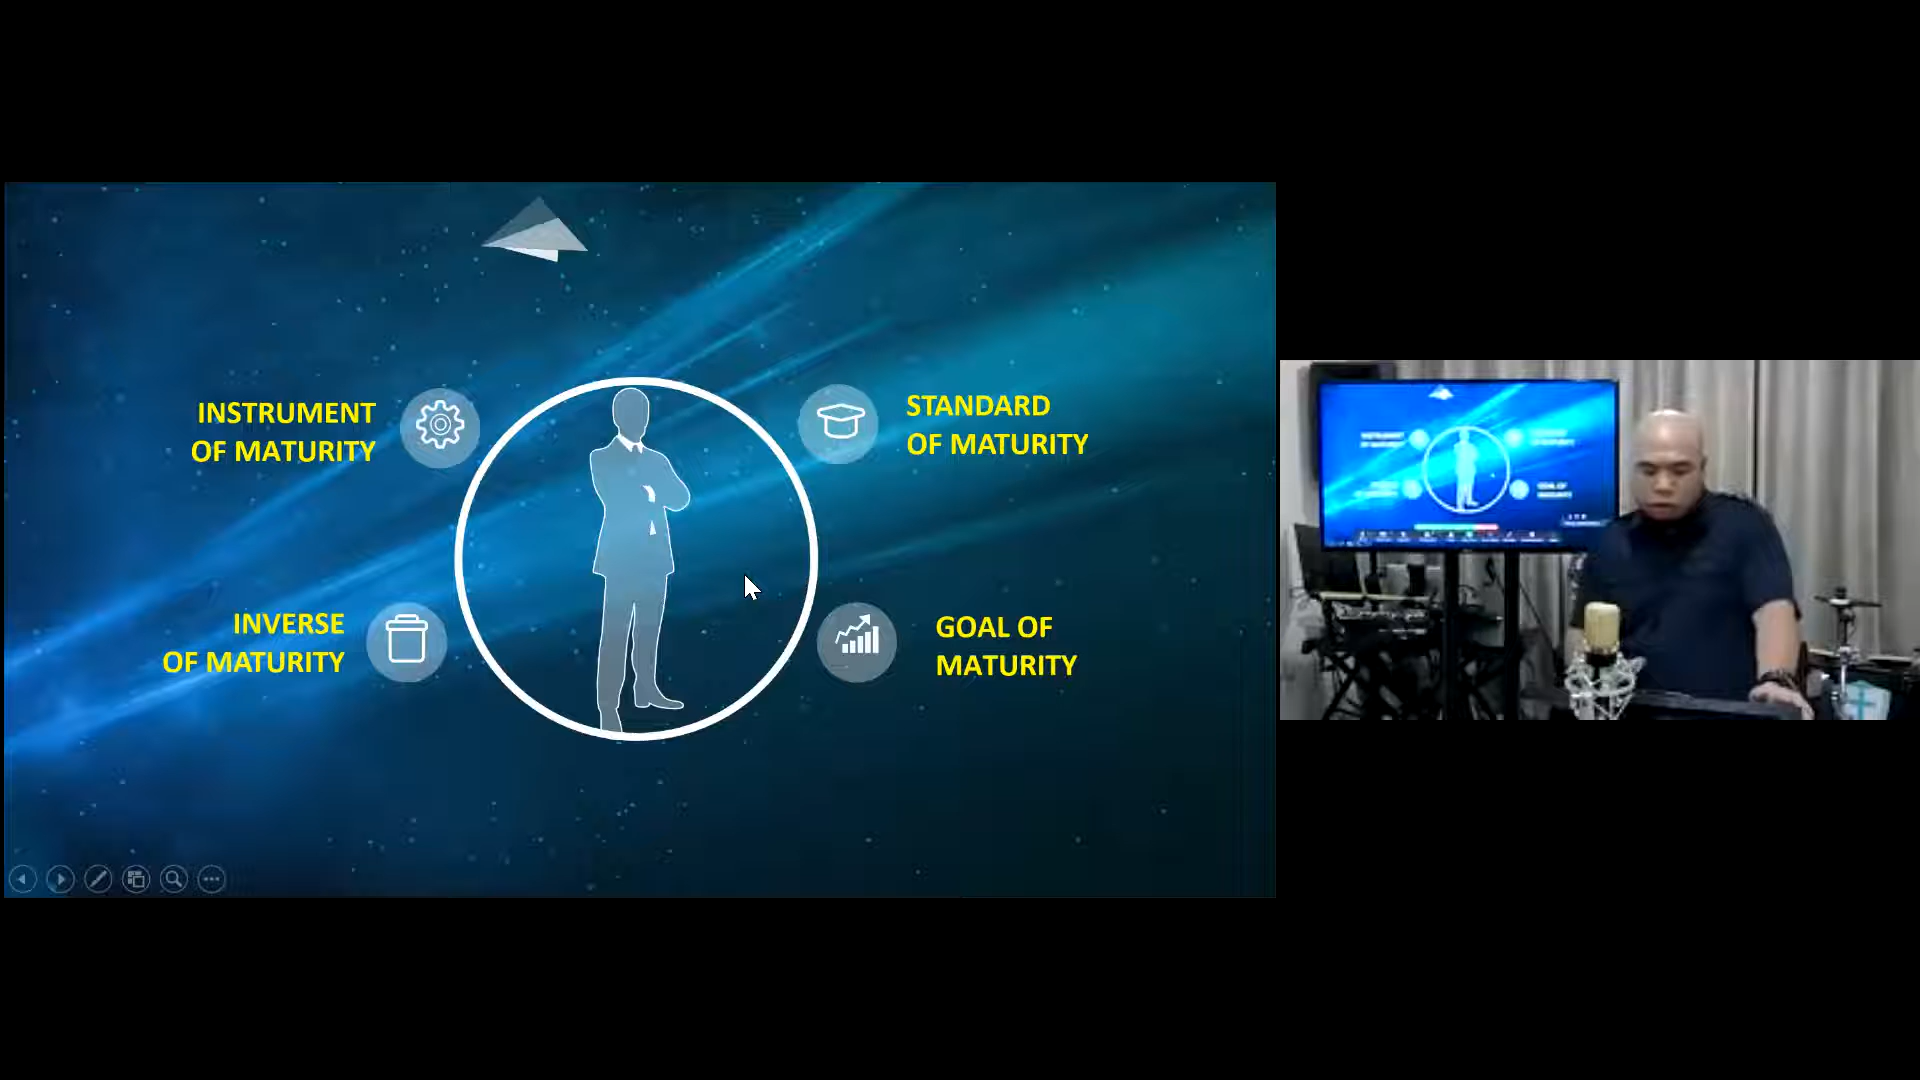 INSTRUMENT
OF MATURITY
STANDARD
OF MATURITY
INVERSE
OF MATURITY
GOAL OF
MATURITY